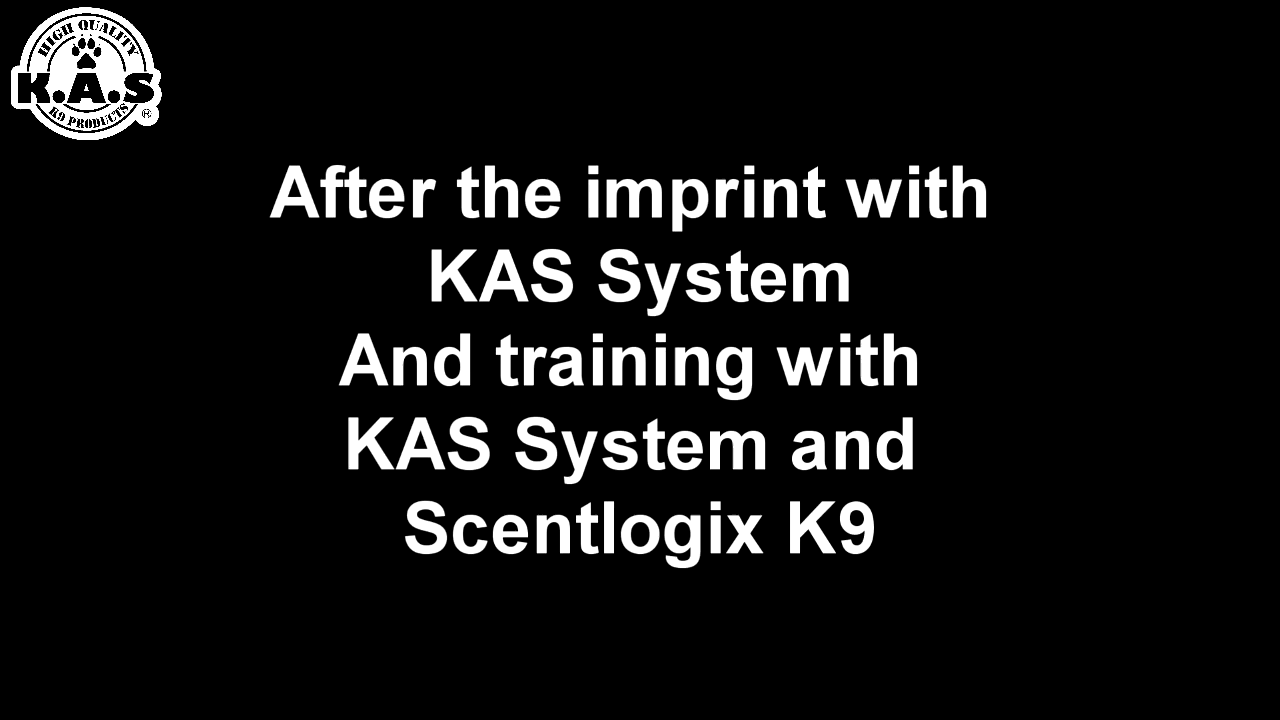 HIGH QUALITY
K.A.S
K9 PRODUCTS
®
After the imprint with
KAS System
And training with
KAS System and
Scentlogix K9